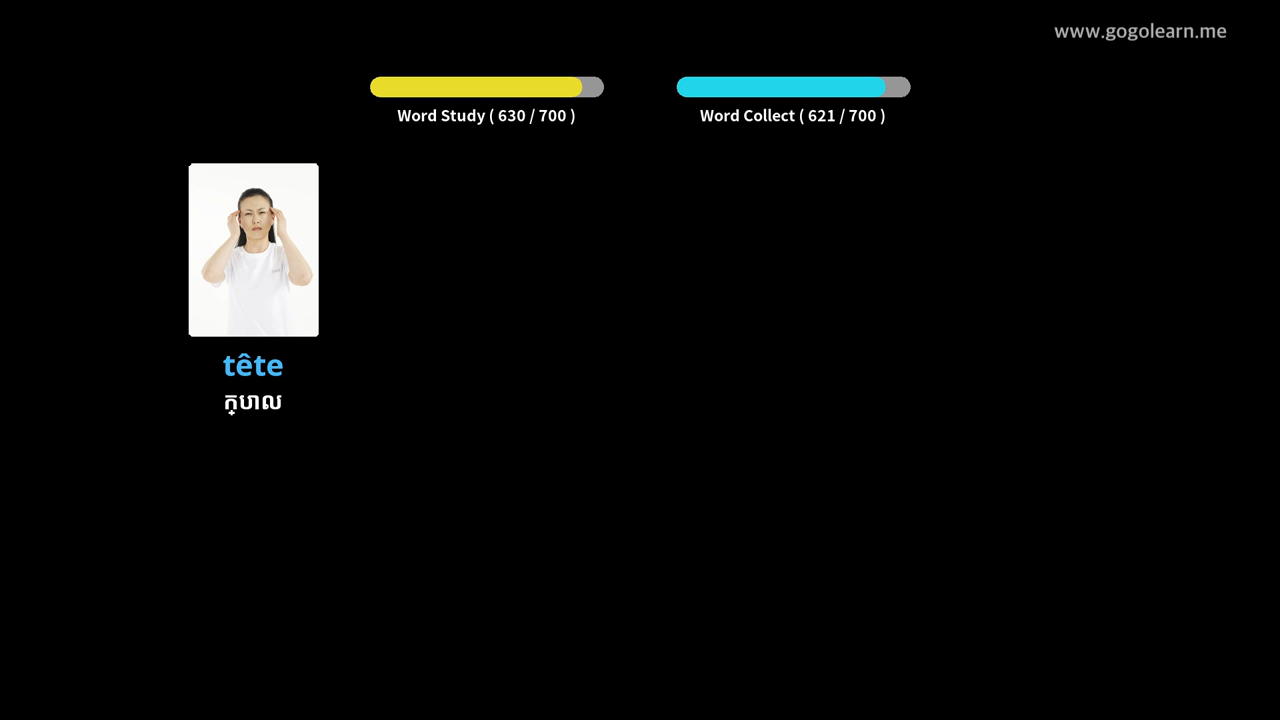 www.gogolearn.me
Word Study ( 630 / 700 )
Word Collect ( 621 / 700 )
tête
ក្បាល